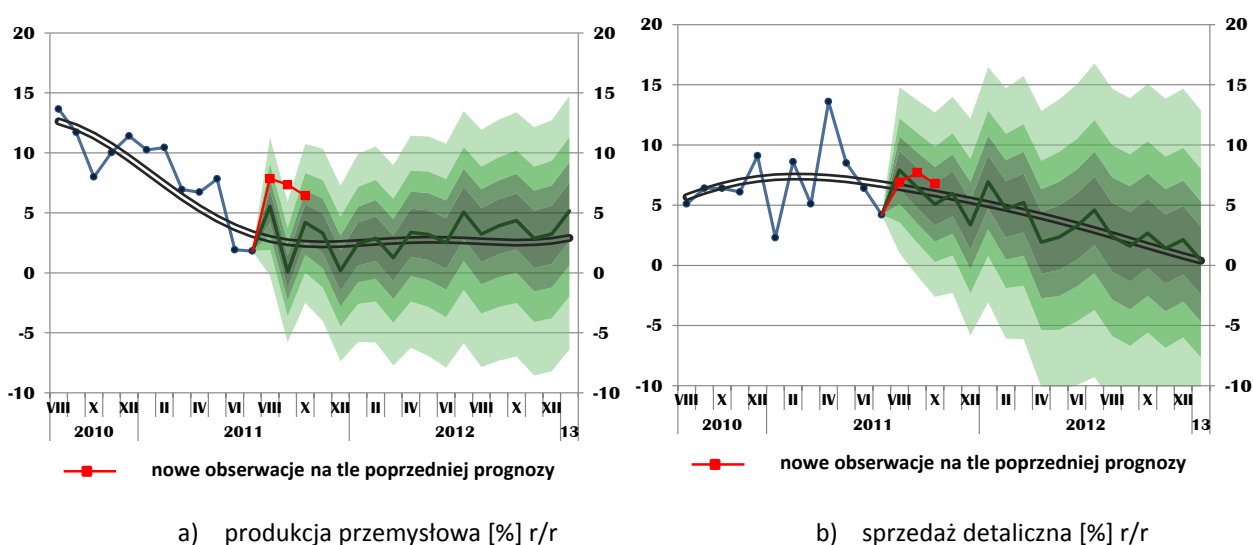 20 20
15 15
10 10
5 5
0 0
-5 -5
-10 -10
VIII X XII II IV VI VIII X XII II IV VI VIII X XII
2010 2011 2012 13
nowe obserwacje na tle poprzedniej prognozy
a) produkcja przemysłowa [%] r/r
20 20
15 15
10 10
5 5
0 0
-5 -5
-10 -10
VIII X XII II IV VI VIII X XII II IV VI VIII X XII
2010 2011 2012 13
nowe obserwacje na tle poprzedniej prognozy
b) sprzedaż detaliczna [%] r/r